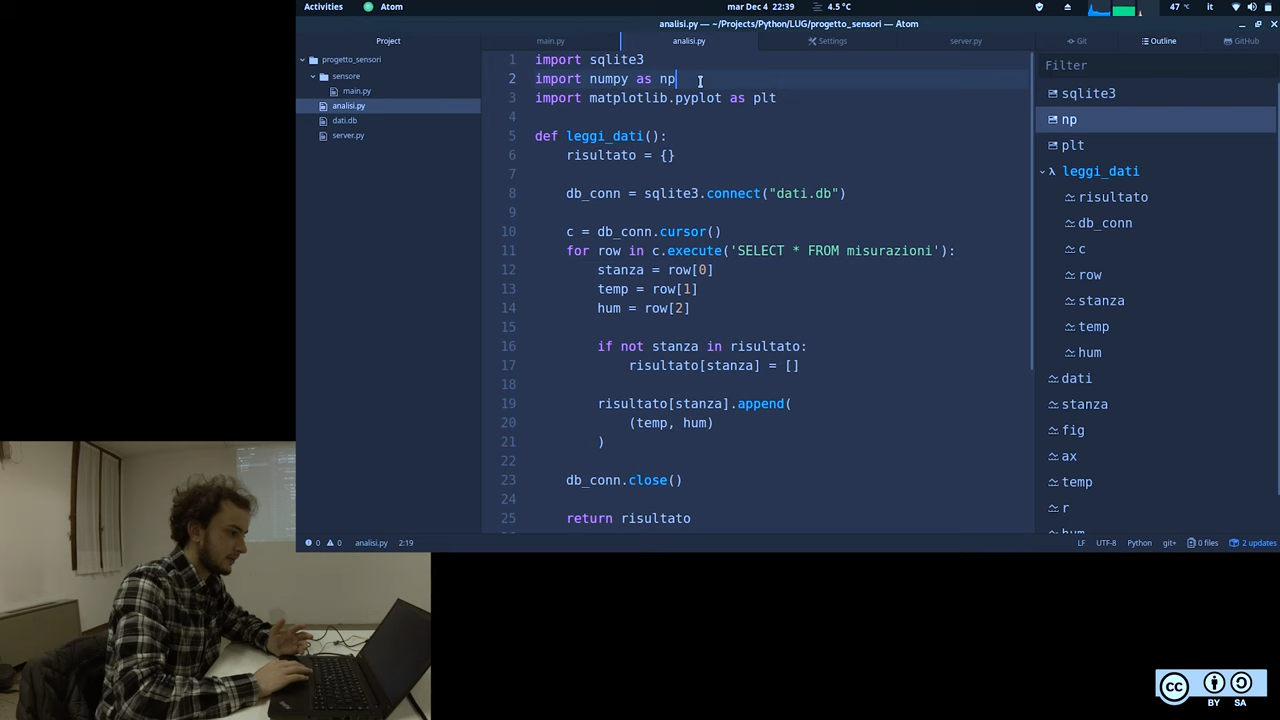 Activities Atom mar Dec 4 22:39 4.5 °C 47 °C it
analisi.py — ~/Projects/Python/LUG/progetto_sensori — Atom
Project main.py analisi.py Settings server.py Git Outline GitHub
progetto_sensori
sensore
main.py
analisi.py
dati.db
server.py
1 import sqlite3
2 import numpy as np
3 import matplotlib.pyplot as plt
4
5 def leggi_dati():
6 risultato = {}
7
8 db_conn = sqlite3.connect("dati.db")
9
10 c = db_conn.cursor()
11 for row in c.execute('SELECT * FROM misurazioni'):
12 stanza = row[0]
13 temp = row[1]
14 hum = row[2]
15
16 if not stanza in risultato:
17 risultato[stanza] = []
18
19 risultato[stanza].append(
20 (temp, hum)
21 )
22
23 db_conn.close()
24
25 return risultato
Filter
sqlite3
np
plt
λ leggi_dati
risultato
db_conn
c
row
stanza
temp
hum
dati
stanza
fig
ax
temp
r
hum
0 0 analisi.py 2:19 LF UTF-8 Python git+ 0 files 2 updates
cc BY SA